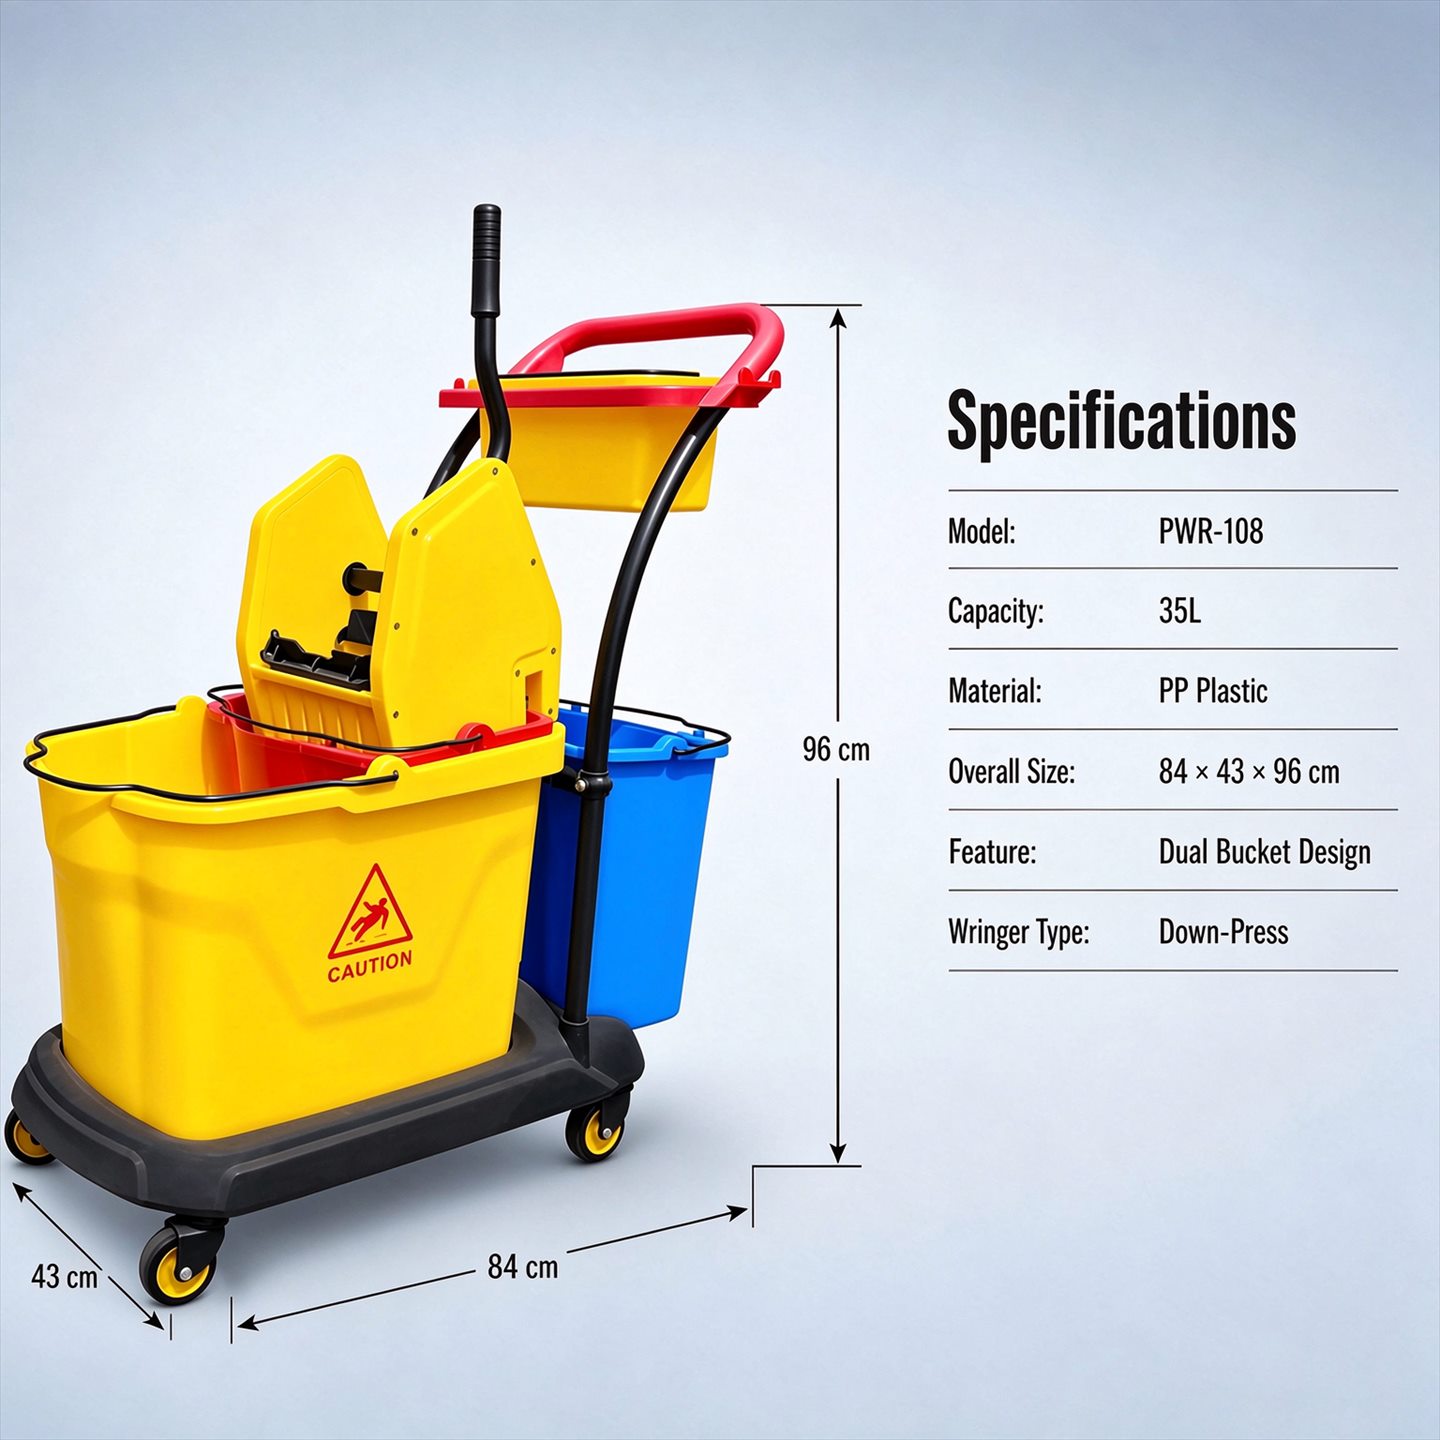 Specifications
Model: PWR-108
Capacity: 35L
Material: PP Plastic
Overall Size: 84 × 43 × 96 cm
Feature: Dual Bucket Design
Wringer Type: Down-Press
96 cm
CAUTION
84 cm
43 cm